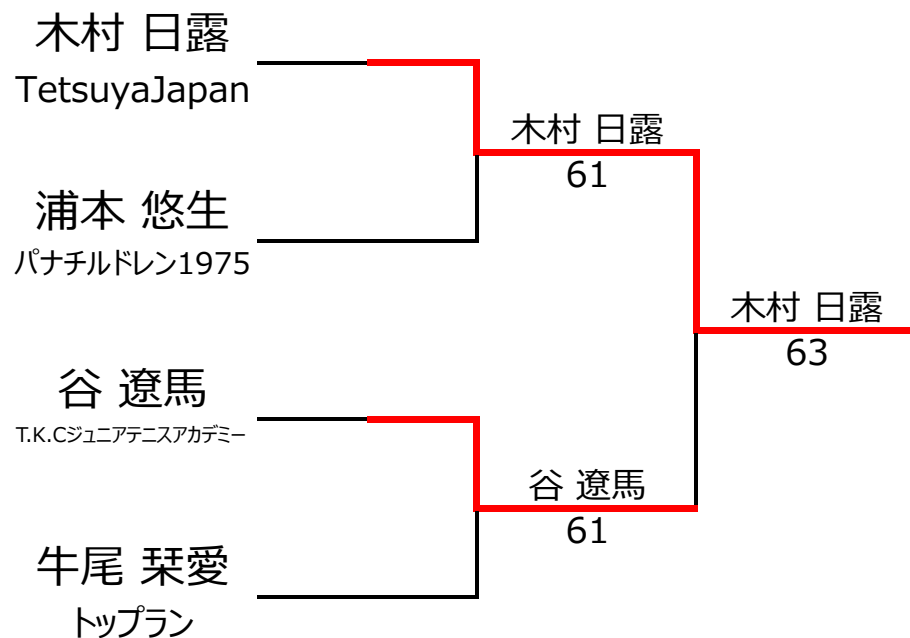 木村 日露
TetsuyaJapan
木村 日露
61
浦本 悠生
パナチルドレン1975
木村 日露
63
谷 遼馬
T.K.Cジュニアテニスアカデミー
谷 遼馬
61
牛尾 栞愛
トップラン